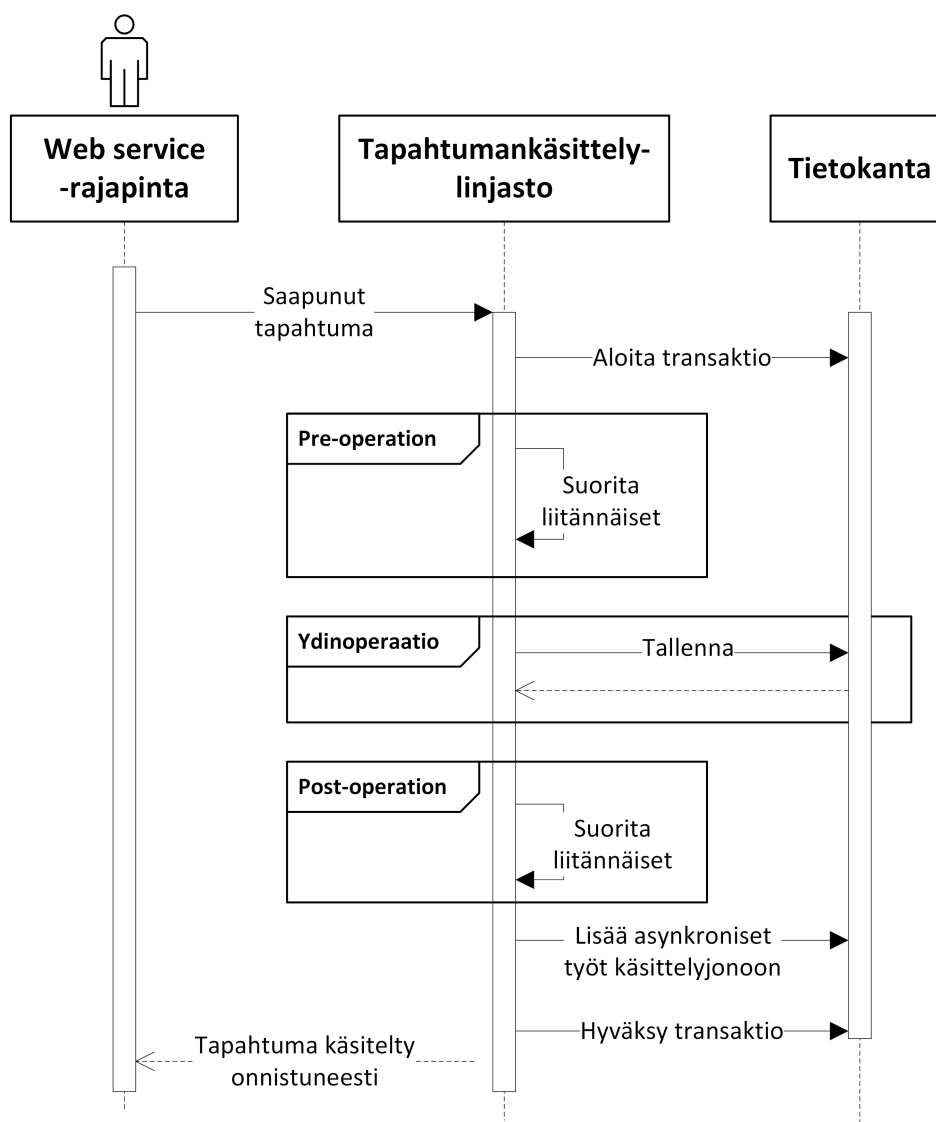 Web service
-rajapinta
Tapahtumankäsittely-
linjasto
Tietokanta
Saapunut
tapahtuma
Aloita transaktio
Pre-operation
Suorita
liitännäiset
Ydinoperaatio
Tallenna
Post-operation
Suorita
liitännäiset
Lisää asynkroniset
työt käsittelyjonoon
Hyväksy transaktio
Tapahtuma käsitelty
onnistuneesti